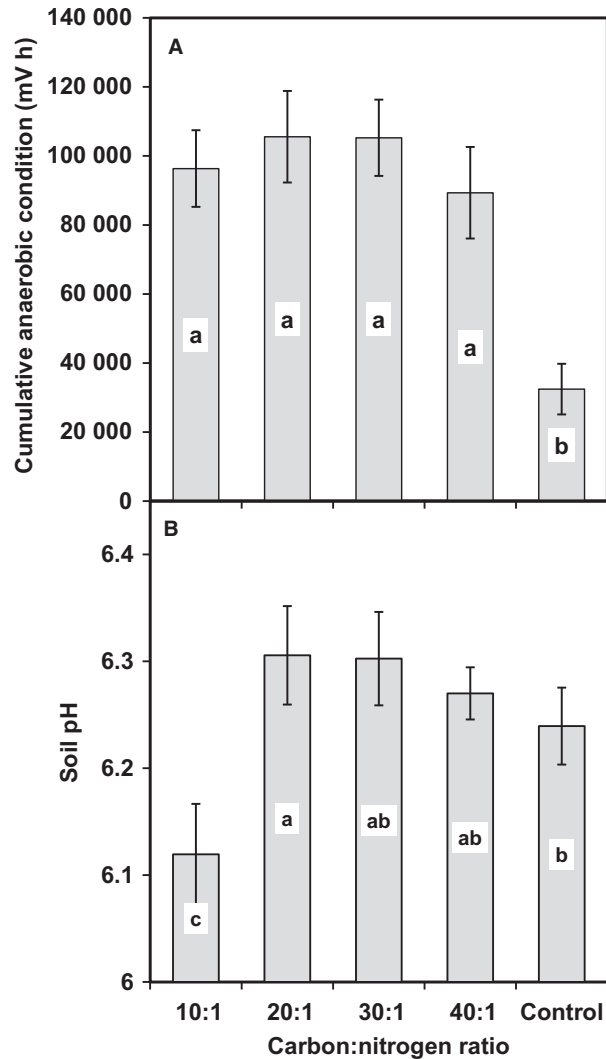 Cumulative anaerobic condition (mV h)
140 000
120 000
100 000
80 000
60 000
40 000
20 000
0
A
a
a
a
a
b
Soil pH
6.4
6.3
6.2
6.1
6
B
c
a
ab
ab
b
10:1 20:1 30:1 40:1 Control
Carbon:nitrogen ratio